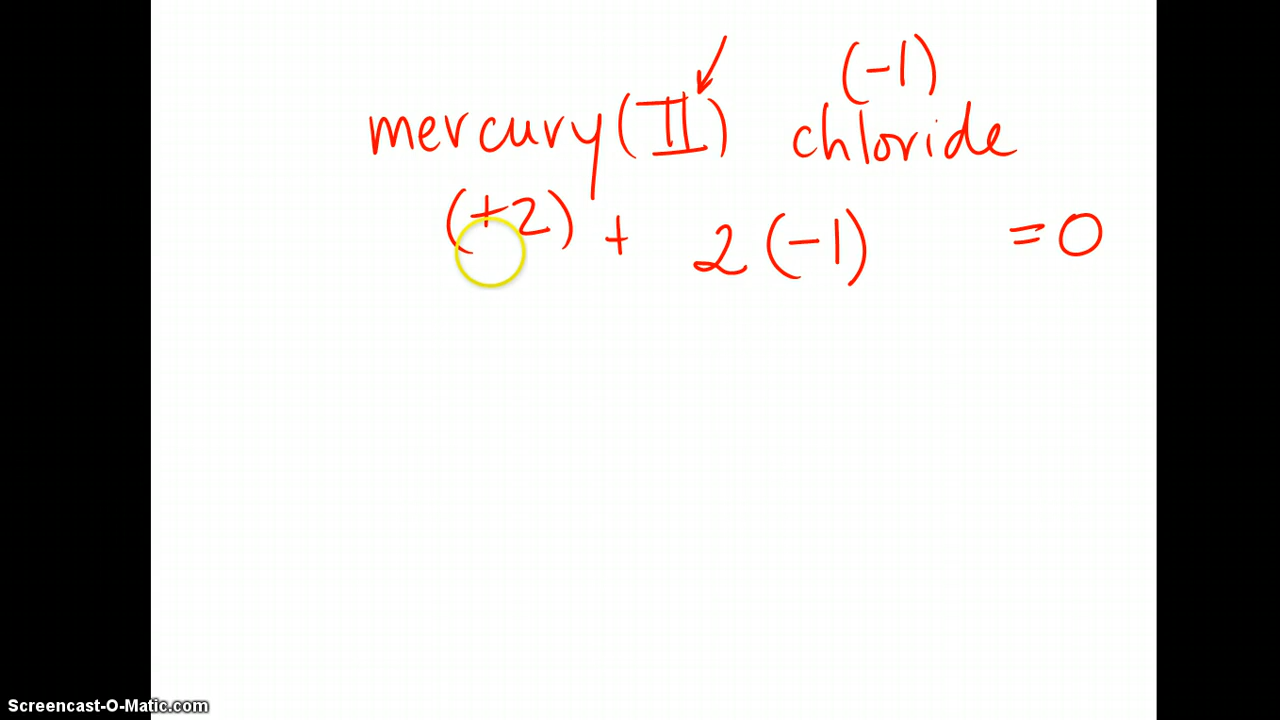 (-1)
mercury (II) chloride
(+2) + 2 (-1) = 0
Screencast-O-Matic.com